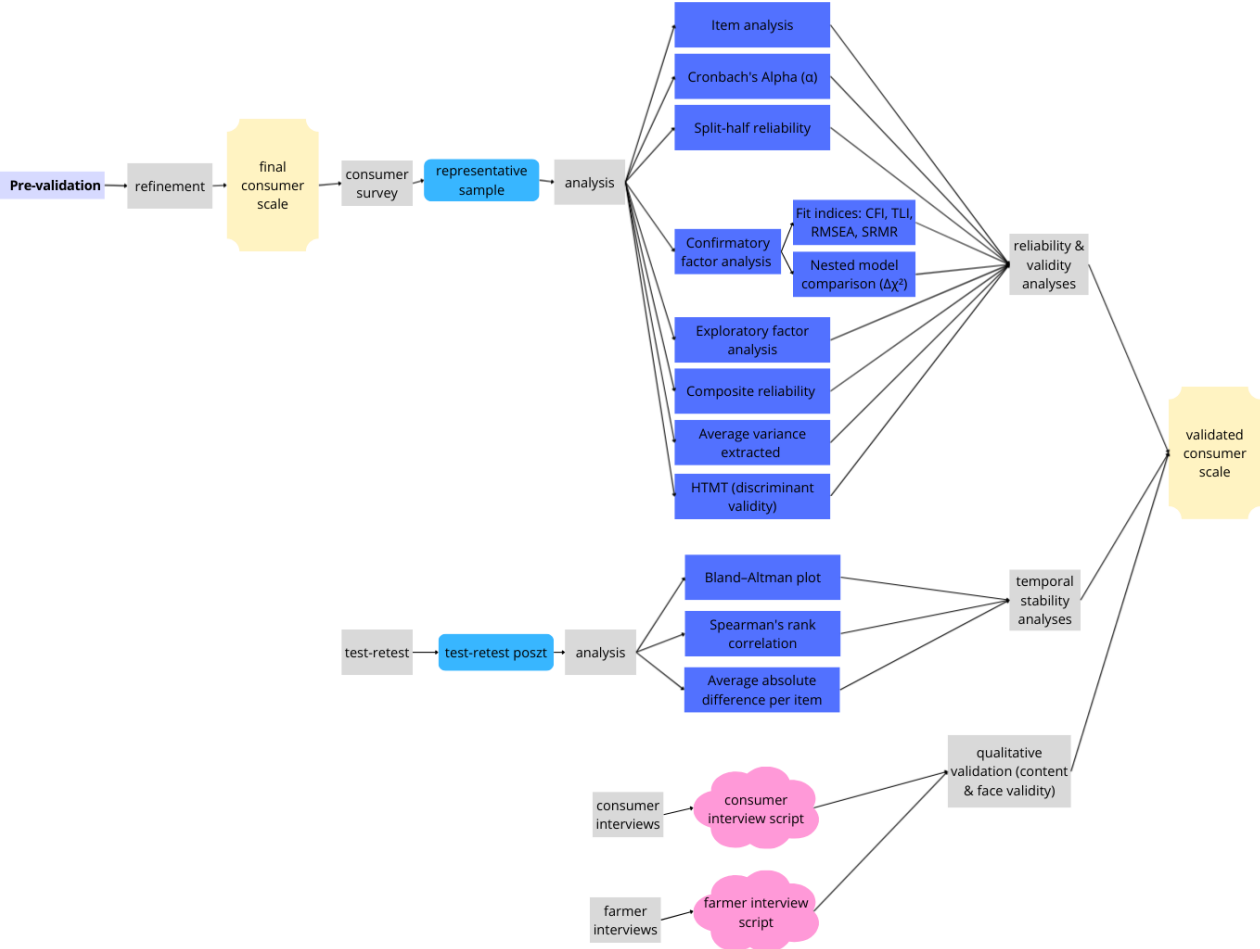 Pre-validation
refinement
final
consumer
scale
consumer
survey
representative
sample
analysis
Item analysis
Cronbach's Alpha (α)
Split-half reliability
Confirmatory
factor analysis
Fit indices: CFI, TLI,
RMSEA, SRMR
Nested model
comparison (Δχ²)
Exploratory factor
analysis
Composite reliability
Average variance
extracted
HTMT (discriminant
validity)
reliability &
validity
analyses
validated
consumer
scale
test-retest
test-retest poszt
analysis
Bland–Altman plot
Spearman's rank
correlation
Average absolute
difference per item
temporal
stability
analyses
consumer
interviews
consumer
interview script
farmer
interviews
farmer interview
script
qualitative
validation (content
& face validity)